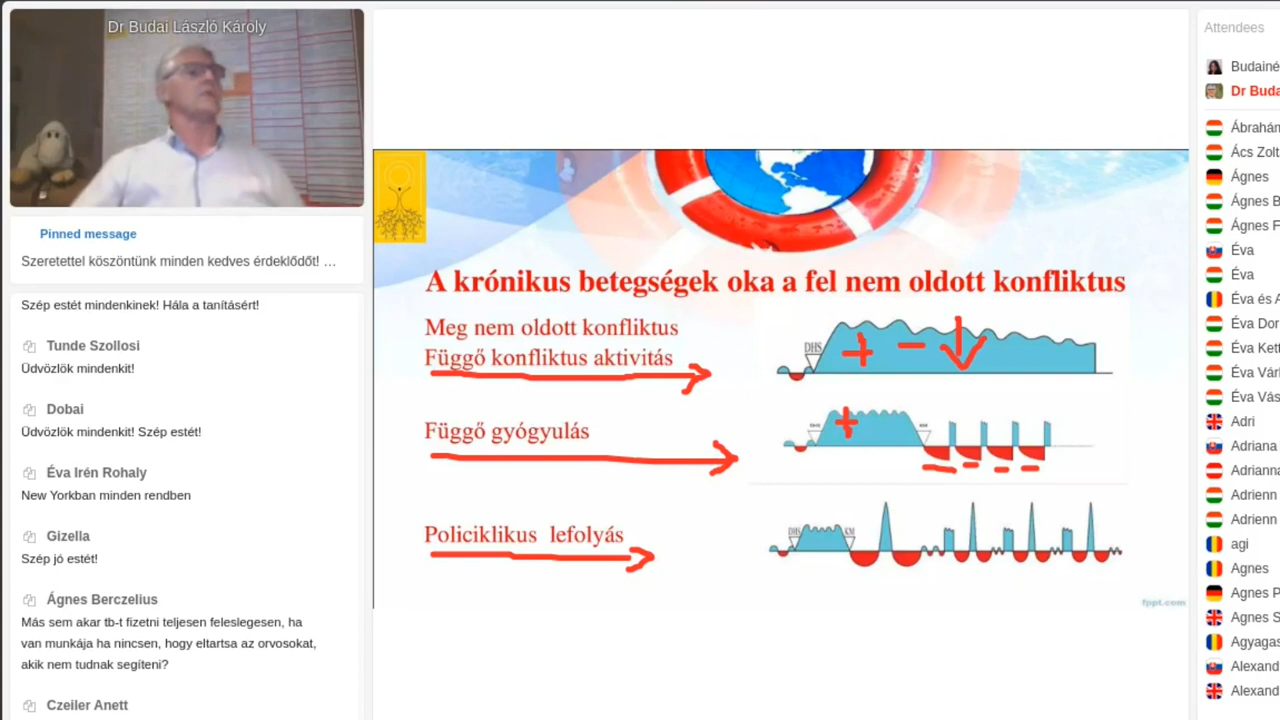 Dr Budai László Károly
Pinned message
Szeretettel köszöntünk minden kedves érdeklődőt! …
Szép estét mindenkinek! Hála a tanításért!
Tunde Szollosi
Üdvözlök mindenkit!
Dobai
Üdvözlök mindenkit! Szép estét!
Éva Irén Rohaly
New Yorkban minden rendben
Gizella
Szép jó estét!
Ágnes Berczelius
Más sem akar tb-t fizetni teljesen feleslegesen, ha
van munkája ha nincsen, hogy eltartsa az orvosokat,
akik nem tudnak segíteni?
Czeiler Anett
A krónikus betegségek oka a fel nem oldott konfliktus
Meg nem oldott konfliktus
Függő konfliktus aktivitás
DHS
+ −
Függő gyógyulás
DHS
KM
+
Policiklikus lefolyás
DHS
KM
fppt.com
Attendees
Budainé
Dr Buda
Ábrahán
Ács Zolt
Ágnes
Ágnes B
Ágnes F
Éva
Éva
Éva és A
Éva Dor
Éva Kett
Éva Várl
Éva Vás
Adri
Adriana
Adrianna
Adrienn
Adrienn
agi
Agnes
Agnes P
Agnes S
Agyagas
Alexand
Alexand